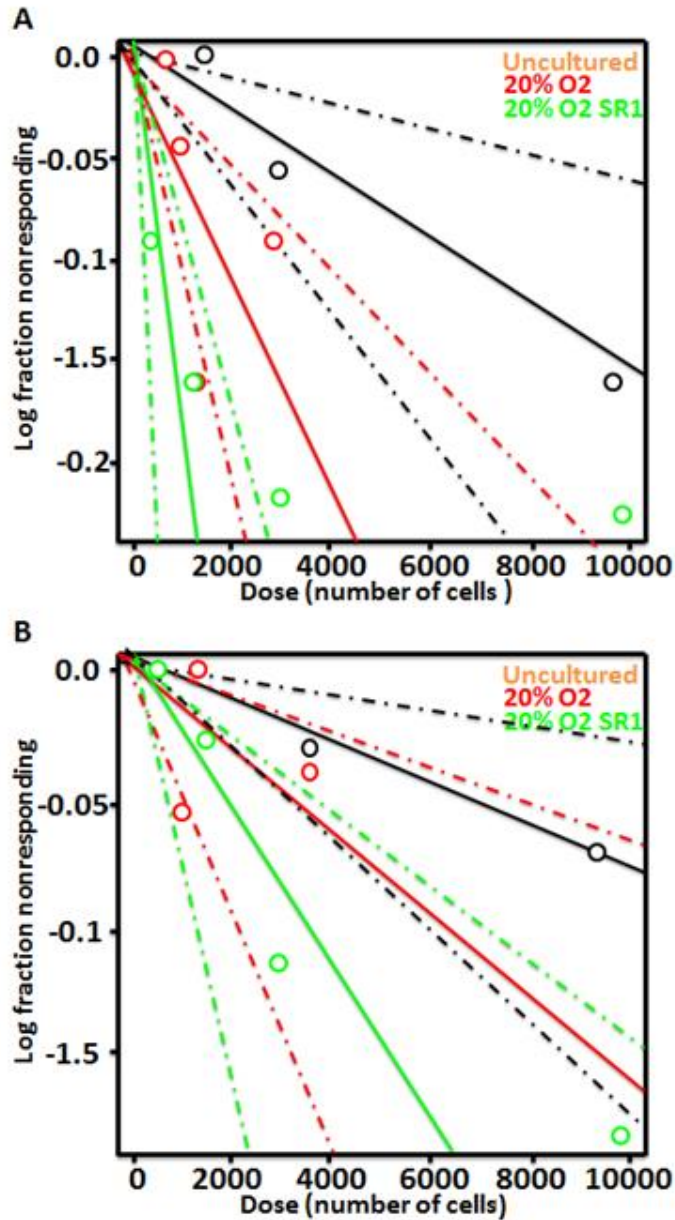 A
Log fraction nonresponding
0.0
-0.05
-0.1
-1.5
-0.2
Uncultured
20% O2
20% O2 SR1
0 2000 4000 6000 8000 10000
Dose (number of cells )
B
Log fraction nonresponding
0.0
-0.05
-0.1
-1.5
Uncultured
20% O2
20% O2 SR1
0 2000 4000 6000 8000 10000
Dose (number of cells)